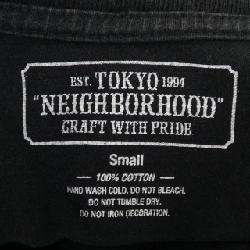 EST. TOKYO 1994
"NEIGHBORHOOD"
CRAFT WITH PRIDE
Small
100% COTTON
HAND WASH COLD. DO NOT BLEACH.
DO NOT TUMBLE DRY.
DO NOT IRON DECORATION.